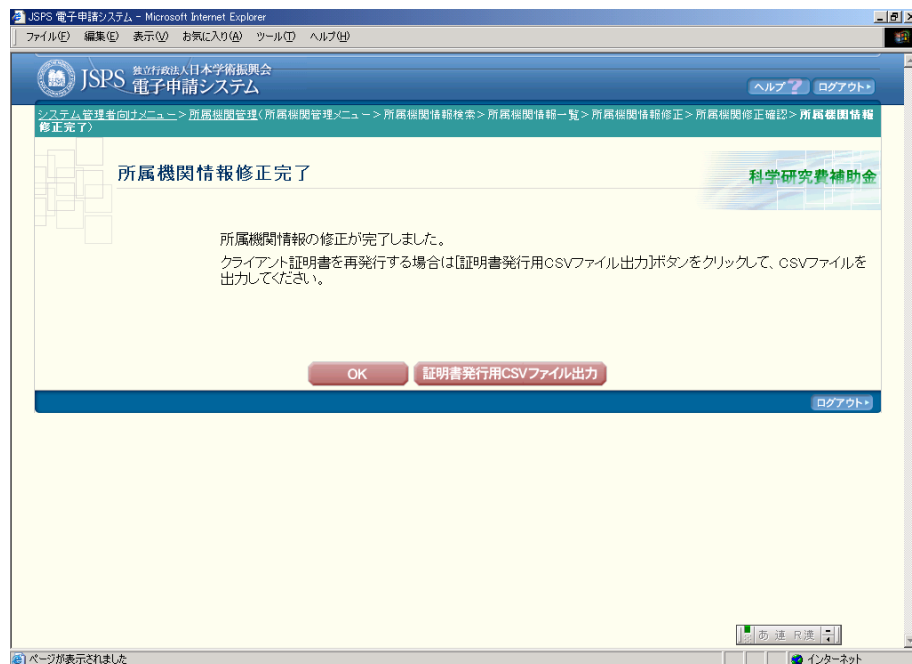 JSPS 電子申請システム - Microsoft Internet Explorer
ファイル(F) 編集(E) 表示(V) お気に入り(A) ツール(T) ヘルプ(H)
JSPS 独立行政法人日本学術振興会
電子申請システム
ヘルプ? ログアウト
システム管理者向けメニュー>所属機関管理(所属機関管理メニュー>所属機関情報検索>所属機関情報一覧>所属機関情報修正>所属機関修正確認>所属機関情報
修正完了)
所属機関情報修正完了
科学研究費補助金
所属機関情報の修正が完了しました。
クライアント証明書を再発行する場合は[証明書発行用CSVファイル出力]ボタンをクリックして、CSVファイルを
出力してください。
OK 証明書発行用CSVファイル出力
ログアウト
あ 連 R漢
ページが表示されました インターネット